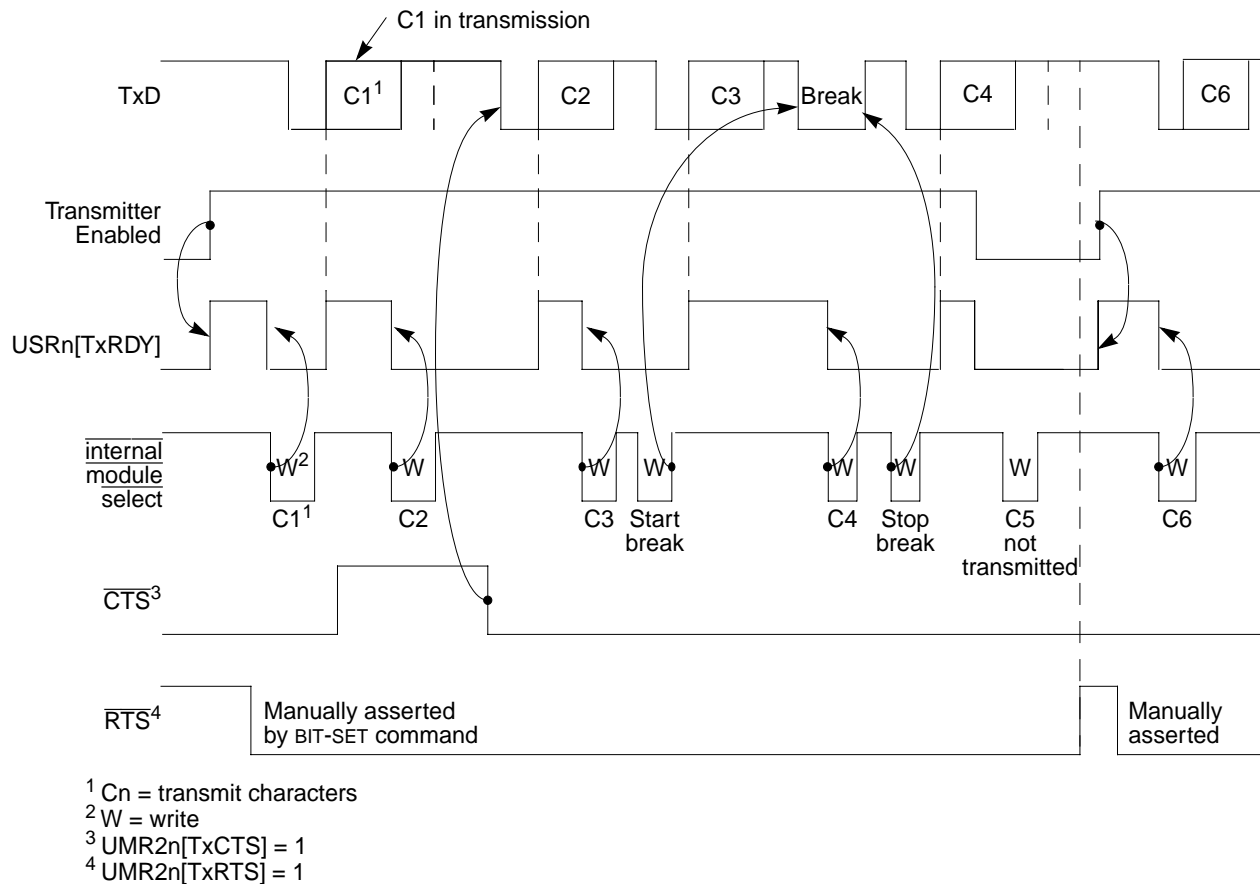 C1 in transmission
TxD
C1¹
C2
C3
Break
C4
C6
Transmitter
Enabled
USRn[TxRDY]
internal
module
select
W²
W
W
W
W
W
W
W
C1¹
C2
C3
Start
break
C4
Stop
break
C5
not
transmitted
C6
CTS³
RTS⁴
Manually asserted
by BIT-SET command
Manually
asserted
¹ Cn = transmit characters
² W = write
³ UMR2n[TxCTS] = 1
⁴ UMR2n[TxRTS] = 1